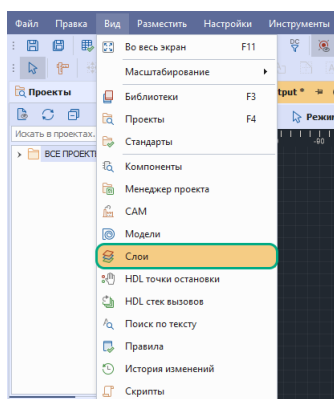 Файл Правка Вид Разместить Настройки Инструменты
Во весь экран F11
Масштабирование
Библиотеки F3
Проекты F4
Стандарты
Компоненты
Менеджер проекта
CAM
Модели
Слои
HDL точки остановки
HDL стек вызовов
Поиск по тексту
Правила
История изменений
Скрипты
Проекты
Искать в проектах.
ВСЕ ПРОЕКТ
tput *
Режи
-90